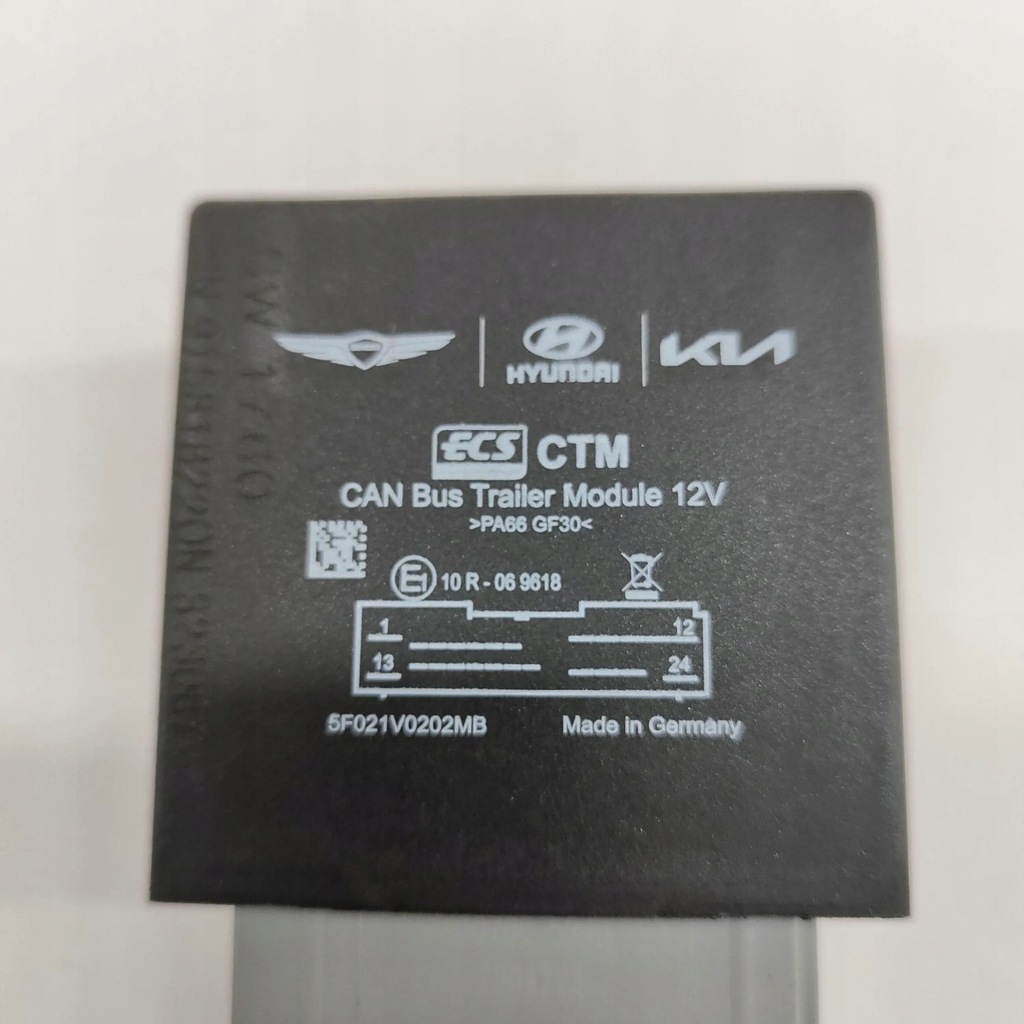 HYUNDAI
KIA
ECS CTM
CAN Bus Trailer Module 12V
>PA66 GF30<
E1 10 R - 06 9618
1 12
13 24
5F021V0202MB Made in Germany